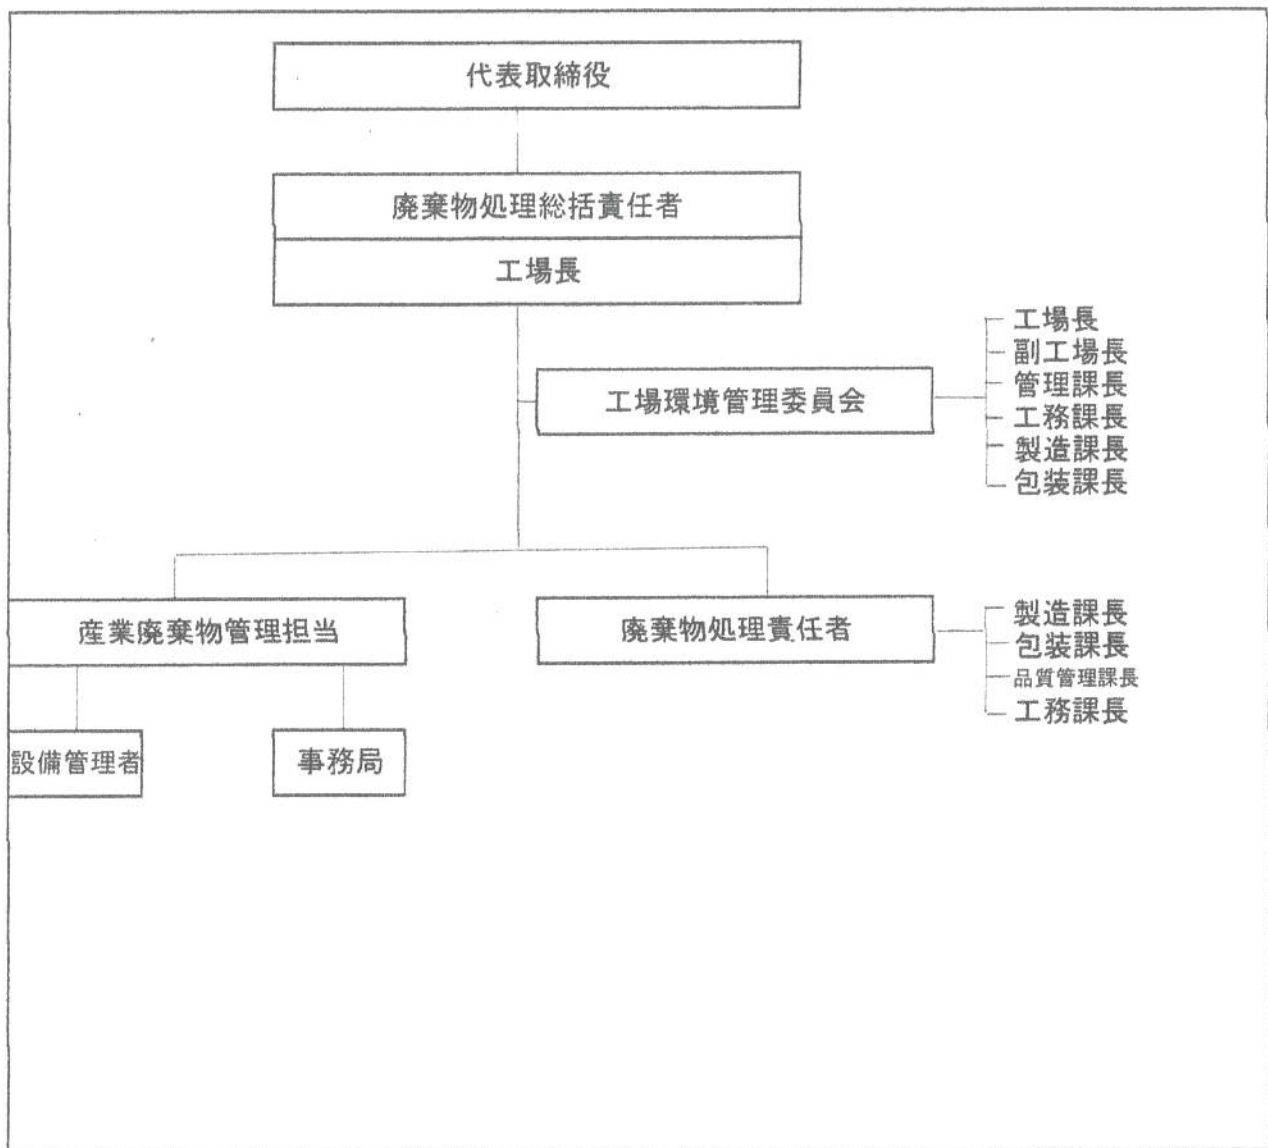 代表取締役
廃棄物処理総括責任者
工場長
工場環境管理委員会
工場長
副工場長
管理課長
工務課長
製造課長
包装課長
産業廃棄物管理担当
廃棄物処理責任者
製造課長
包装課長
品質管理課長
工務課長
設備管理者
事務局